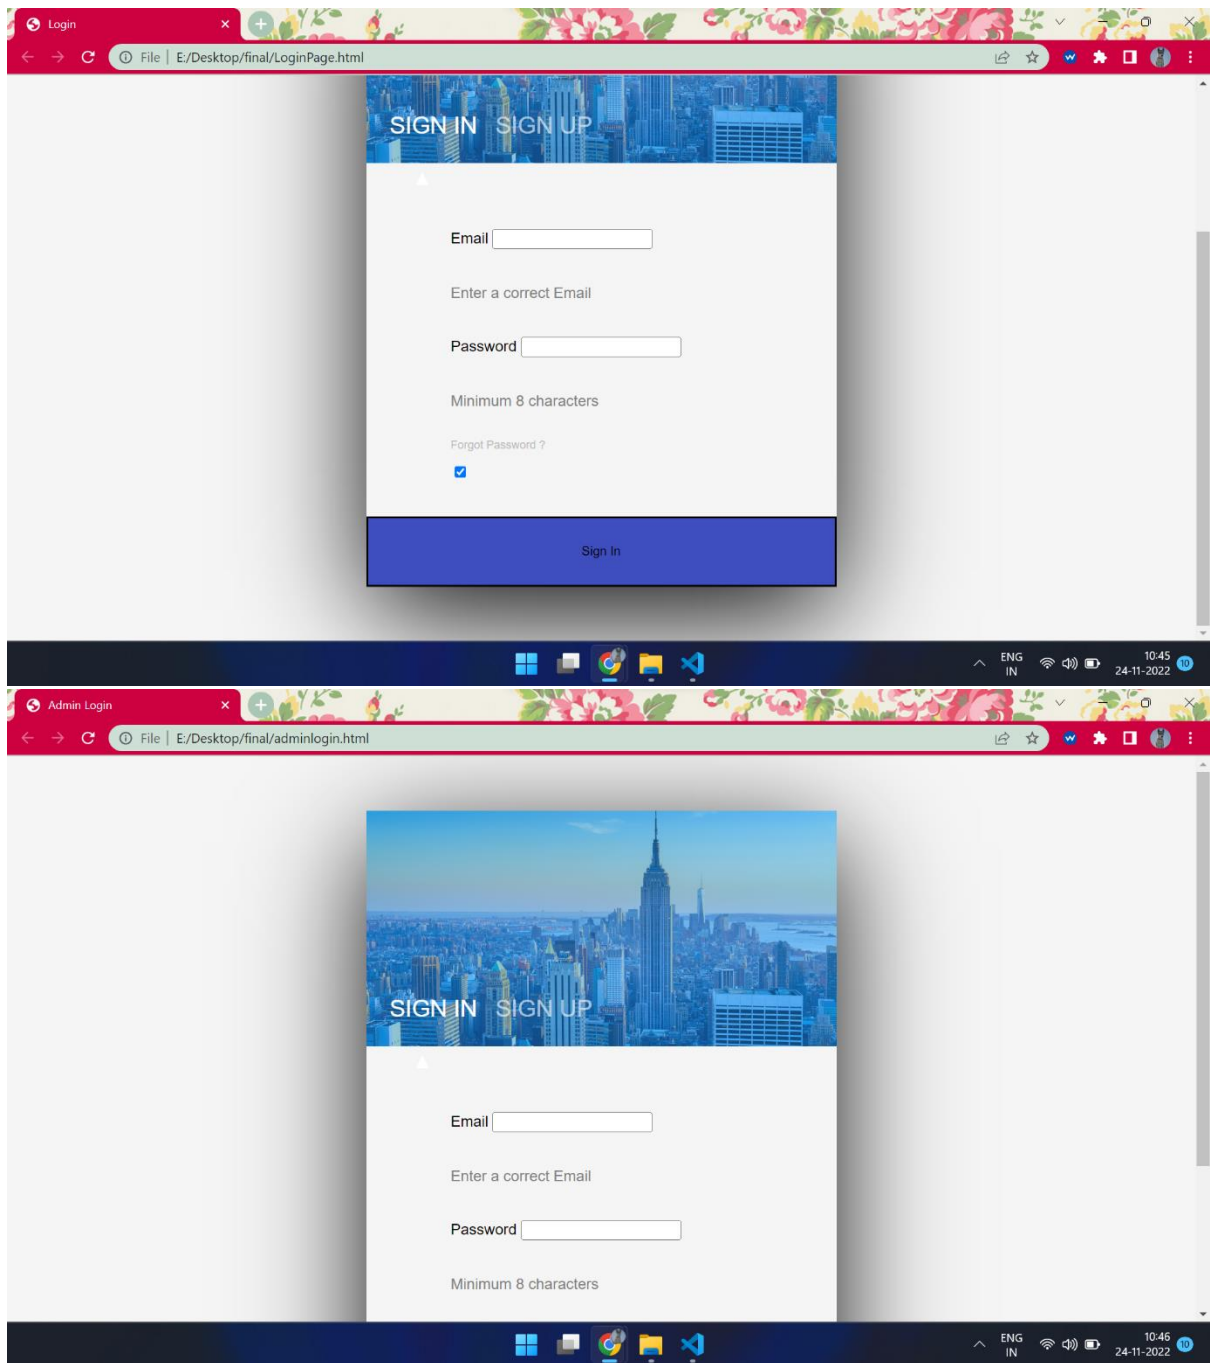 Login
File | E:/Desktop/final/LoginPage.html
SIGN IN SIGN UP
Email
Enter a correct Email
Password
Minimum 8 characters
Forgot Password ?
Sign In
ENG
IN
10:45
24-11-2022
10
Admin Login
File | E:/Desktop/final/adminlogin.html
SIGN IN SIGN UP
Email
Enter a correct Email
Password
Minimum 8 characters
ENG
IN
10:46
24-11-2022
10